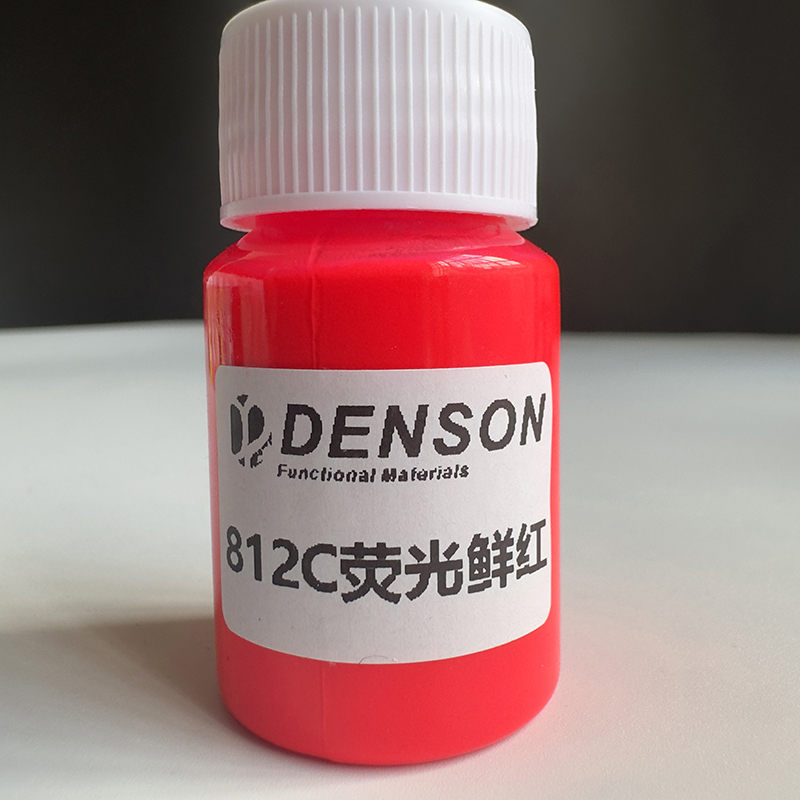 DENSON
Functional Materials
812C荧光鲜红